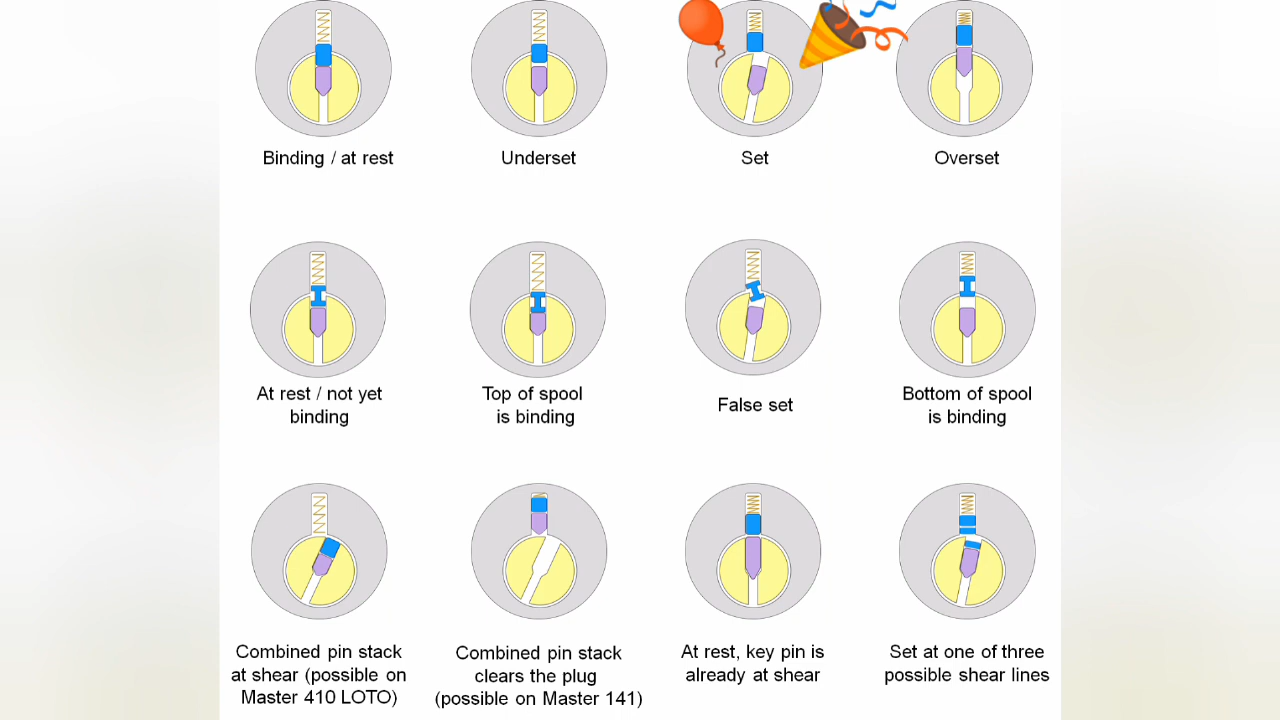 Binding / at rest
Underset
Set
Overset
At rest / not yet
binding
Top of spool
is binding
False set
Bottom of spool
is binding
Combined pin stack
at shear (possible on
Master 410 LOTO)
Combined pin stack
clears the plug
(possible on Master 141)
At rest, key pin is
already at shear
Set at one of three
possible shear lines